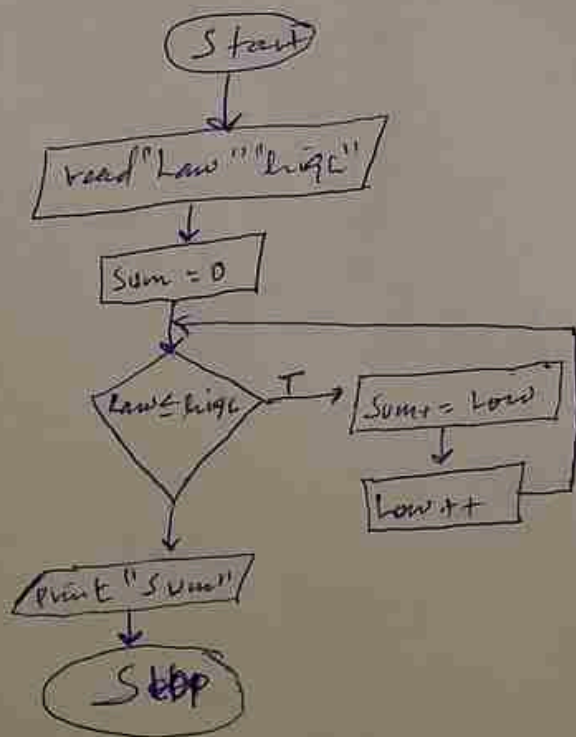 Start
read "Low" "high"
Sum = 0
Low ≤ high
T
Sum += Low
Low++
print "Sum"
Stop